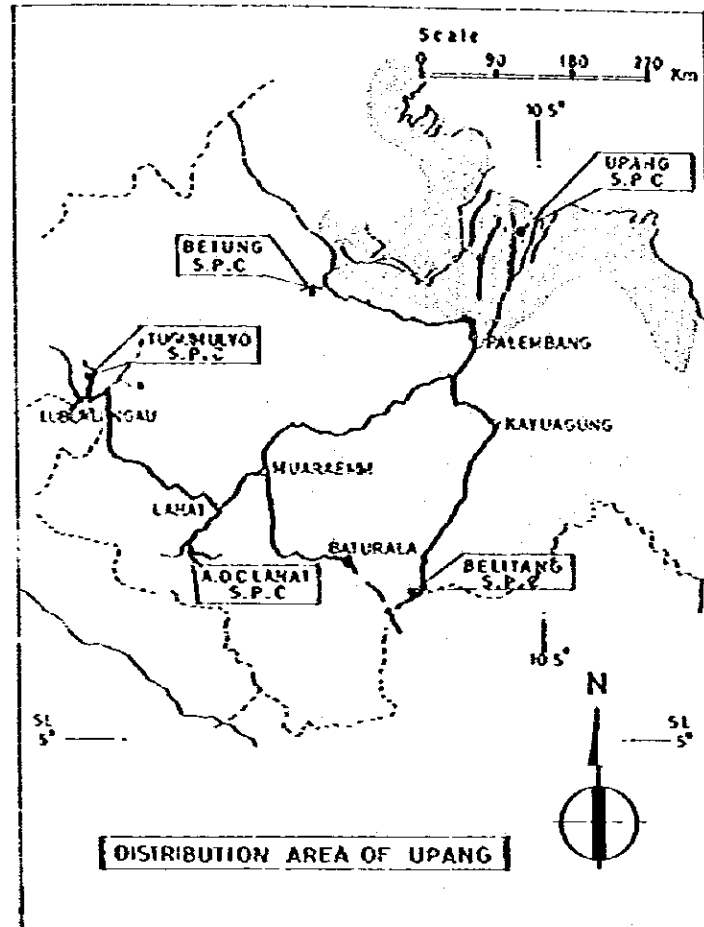 Scale
0 90 180 270 Km
105°
UPANG
S.P.C
BETUNG
S.P.C
TUGUMULYO
S.P.C
PALEMBANG
KAYUAGUNG
MUARAENIM
LAHAT
BATURAJA
BELITANG
S.P.C
A.D.C LAHAT
S.P.C
105°
N
SL
5°
SL
5°
DISTRIBUTION AREA OF UPANG